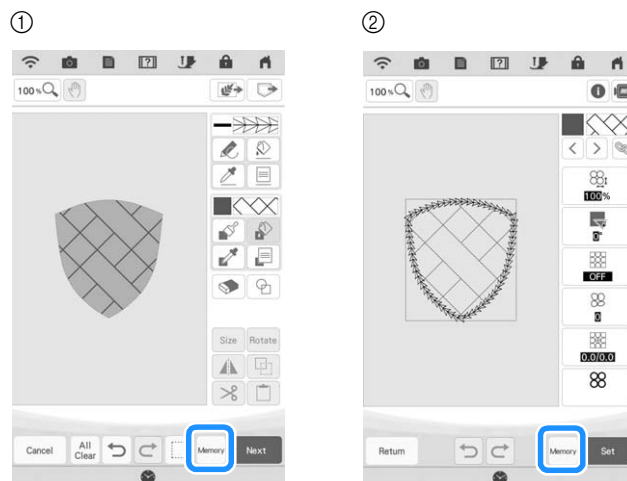 ① ②
100 %
100 %
100%
0°
OFF
0
0.0/0.0
Size Rotate
Cancel All Clear Memory Next
Return Memory Set